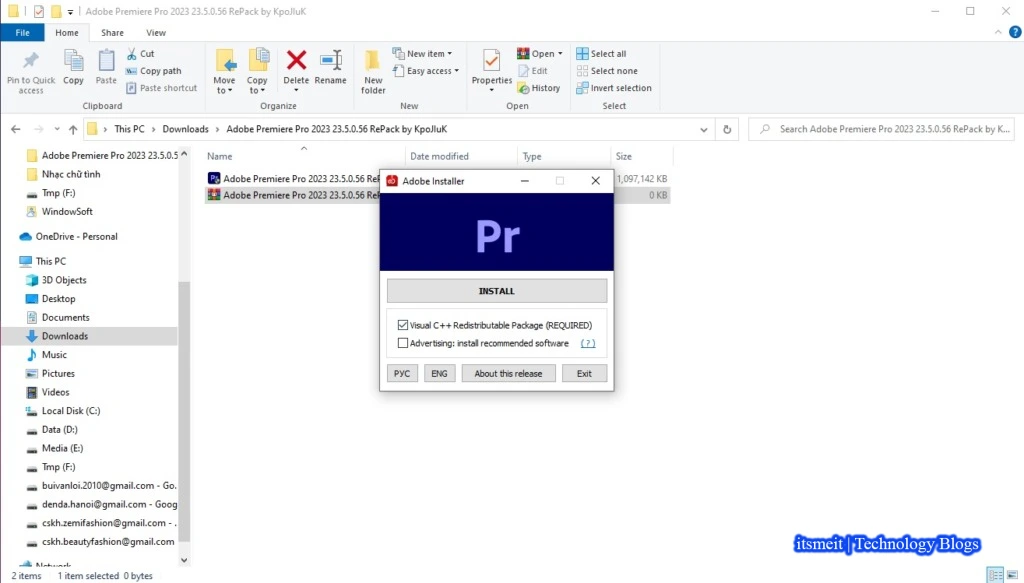 Adobe Premiere Pro 2023 23.5.0.56 RePack by KpoJIuK
File Home Share View
Pin to Quick access
Copy
Paste
Cut
Copy path
Paste shortcut
Clipboard
Move to
Copy to
Delete
Rename
Organize
New folder
New item
Easy access
New
Properties
Open
Edit
History
Open
Select all
Select none
Invert selection
Select
This PC > Downloads > Adobe Premiere Pro 2023 23.5.0.56 RePack by KpoJIuK
Search Adobe Premiere Pro 2023 23.5.0.56 RePack by K...
Adobe Premiere Pro 2023 23.5.0.5
Nhạc chữ tình
Tmp (F:)
WindowSoft
OneDrive - Personal
This PC
3D Objects
Desktop
Documents
Downloads
Music
Pictures
Videos
Local Disk (C:)
Data (D:)
Media (E:)
Tmp (F:)
buivanloi.2010@gmail.com - Go.
denda.hanoi@gmail.com - Goog
cskh.zemifashion@gmail.com - .
cskh.beautyfashion@gmail.com
Network
Name Date modified Type Size
Adobe Premiere Pro 2023 23.5.0.56 ReP 1,097,142 KB
Adobe Premiere Pro 2023 23.5.0.56 ReP 0 KB
Adobe Installer
Pr
INSTALL
Visual C++ Redistributable Package (REQUIRED)
Advertising: install recommended software (?)
РУС ENG About this release Exit
itsmeit | Technology Blogs
2 items 1 item selected 0 bytes